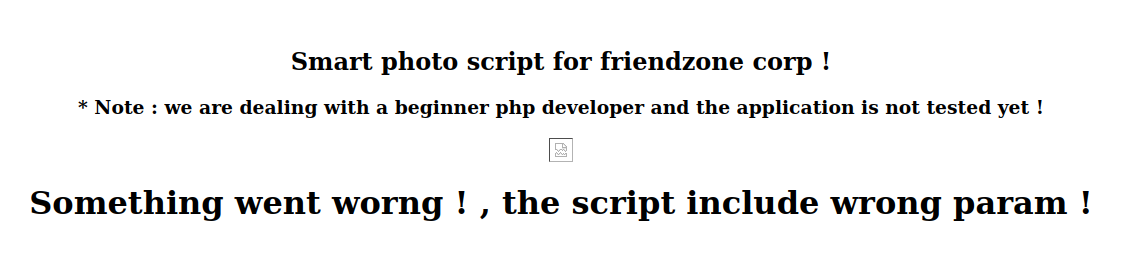 Smart photo script for friendzone corp !
* Note : we are dealing with a beginner php developer and the application is not tested yet !
Something went worng ! , the script include wrong param !